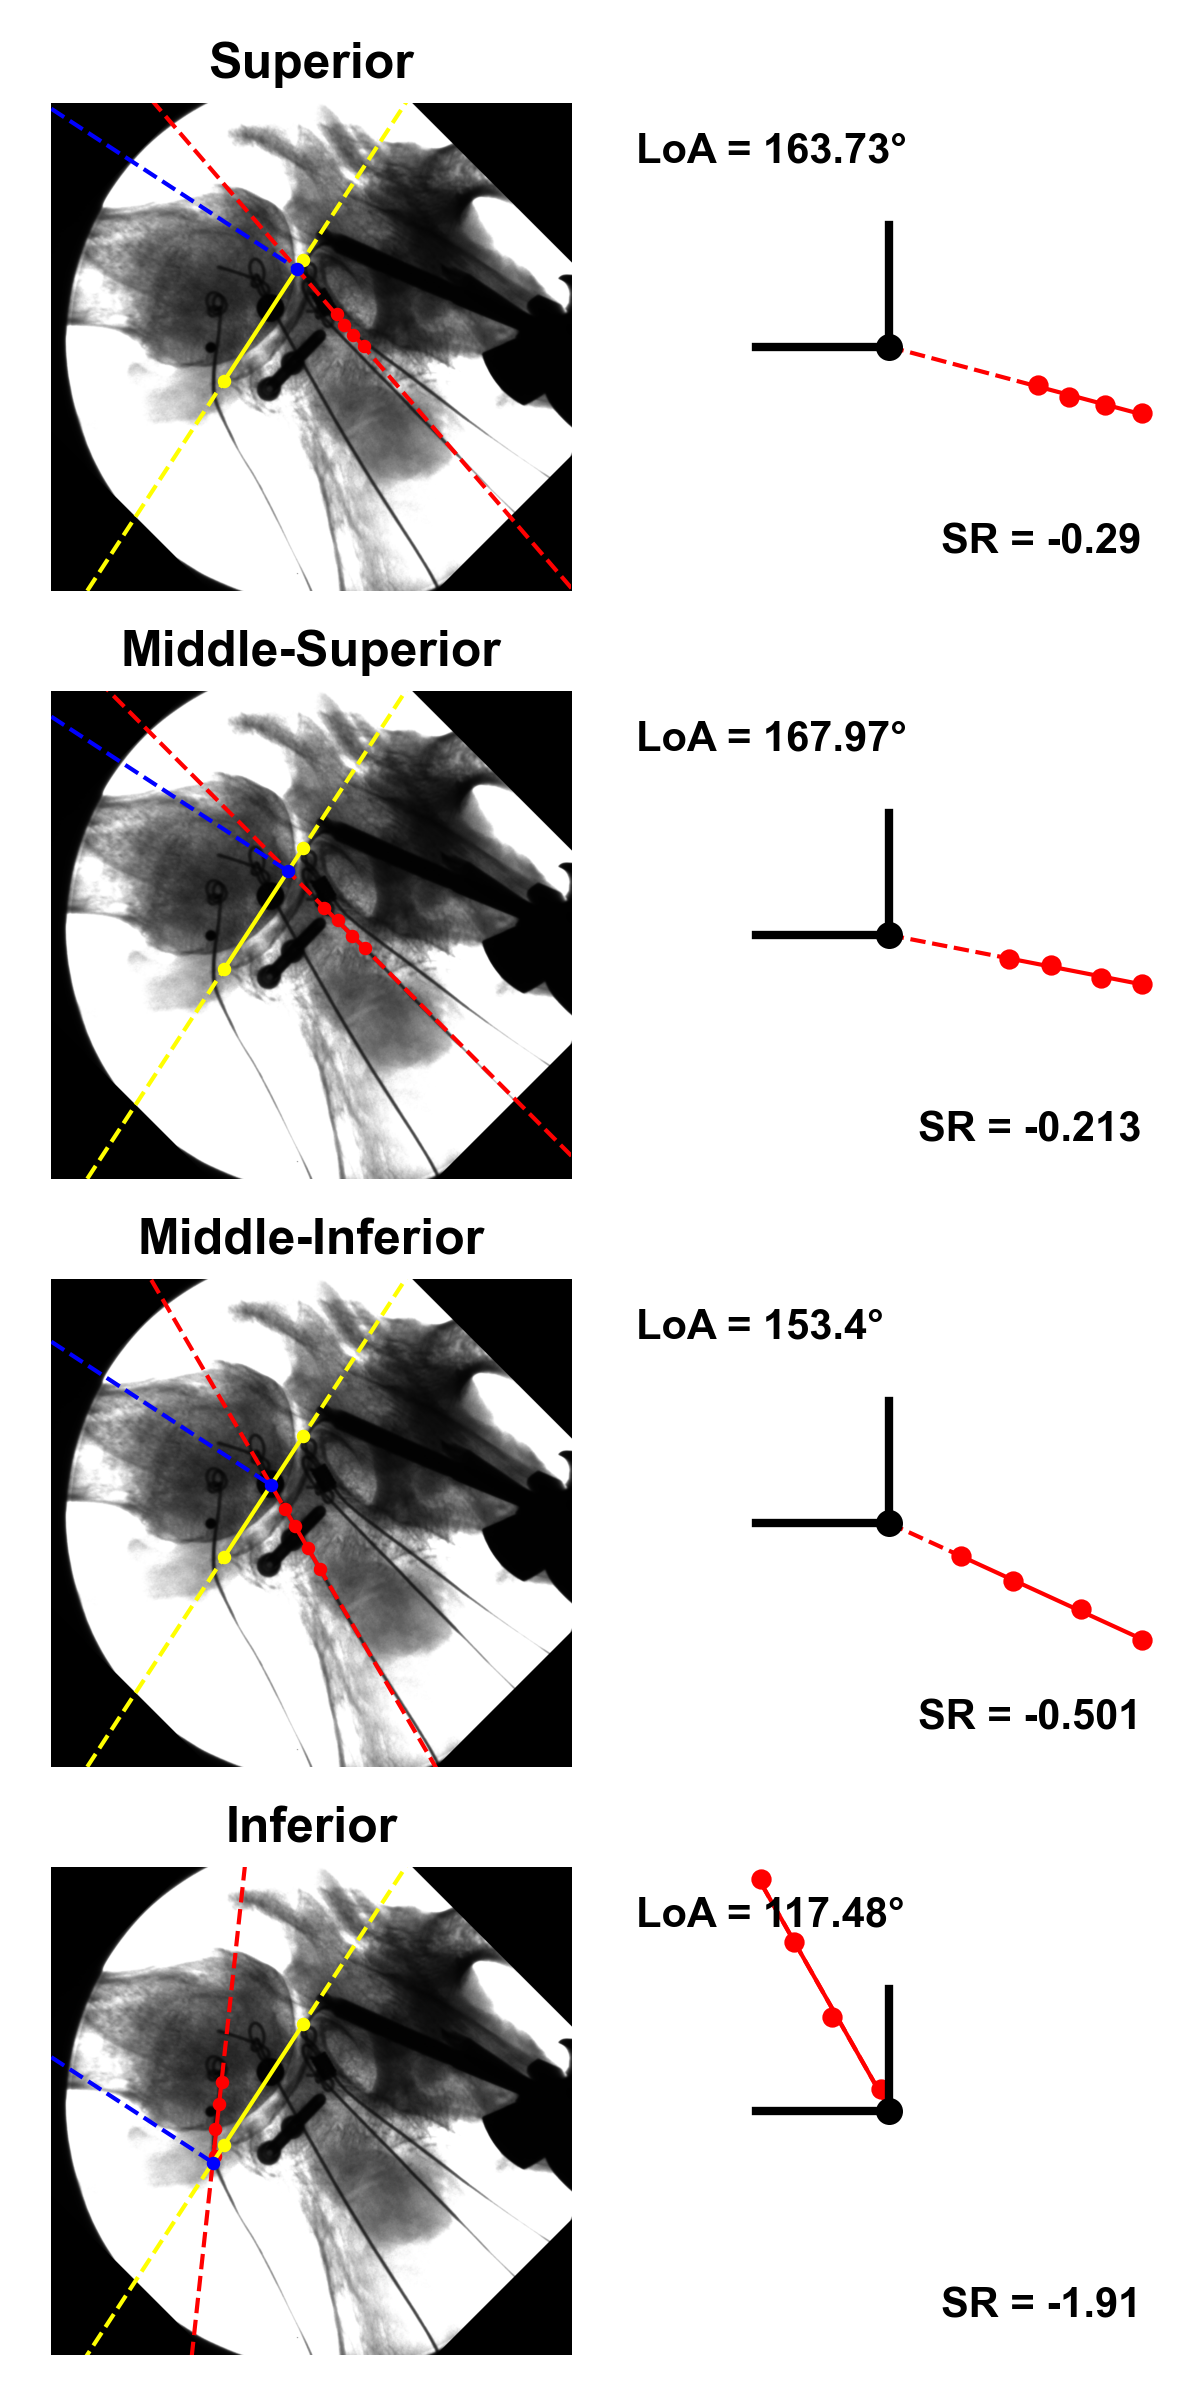 Superior
LoA = 163.73°
SR = -0.29
Middle-Superior
LoA = 167.97°
SR = -0.213
Middle-Inferior
LoA = 153.4°
SR = -0.501
Inferior
LoA = 117.48°
SR = -1.91